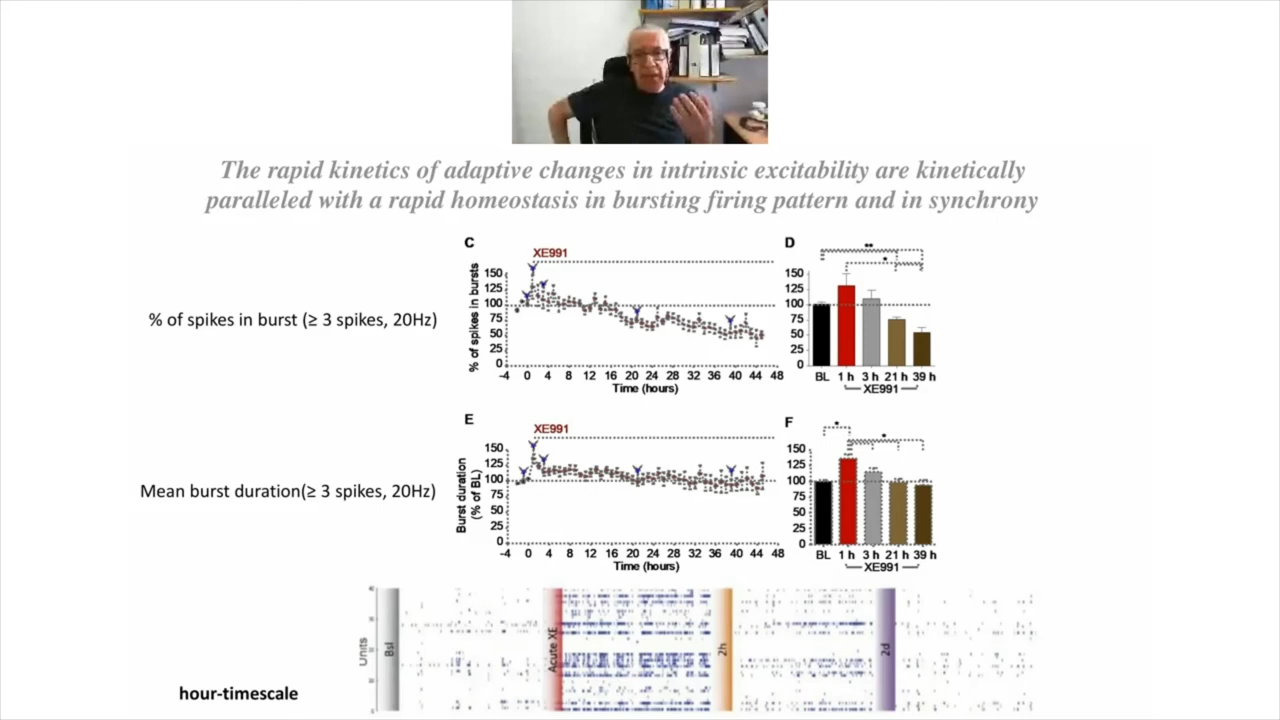 The rapid kinetics of adaptive changes in intrinsic excitability are kinetically
paralleled with a rapid homeostasis in bursting firing pattern and in synchrony
C
XE991
% of spikes in bursts
150
125
100
75
50
25
0
-4 0 4 8 12 16 20 24 28 32 36 40 44 48
Time (hours)
D
**
*
150
125
100
75
50
25
0
BL 1 h 3 h 21 h 39 h
XE991
% of spikes in burst (≥ 3 spikes, 20Hz)
E
XE991
Burst duration
(% of BL)
150
125
100
75
50
25
0
-4 0 4 8 12 16 20 24 28 32 36 40 44 48
Time (hours)
F
*
*
150
125
100
75
50
25
0
BL 1 h 3 h 21 h 39 h
XE991
Mean burst duration(≥ 3 spikes, 20Hz)
Units
Bsl
Acute XE
2h
2d
hour-timescale